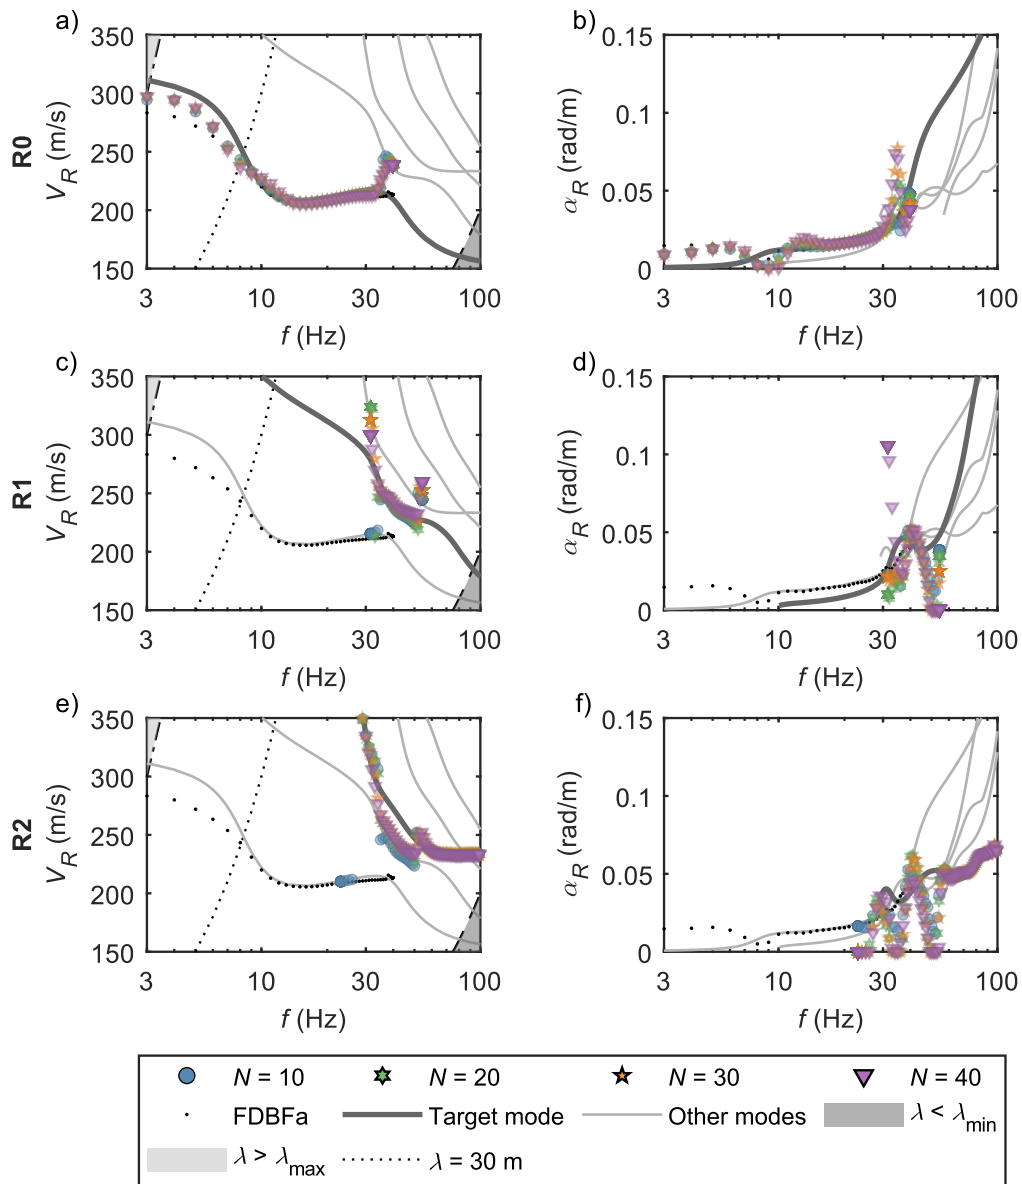 a)
b)
350
300
250
200
150
R0
V_R (m/s)
3
10
30
100
f (Hz)
0.15
0.1
0.05
0
α_R (rad/m)
3
10
30
100
f (Hz)
c)
d)
350
300
250
200
150
R1
V_R (m/s)
3
10
30
100
f (Hz)
0.15
0.1
0.05
0
α_R (rad/m)
3
10
30
100
f (Hz)
e)
f)
350
300
250
200
150
R2
V_R (m/s)
3
10
30
100
f (Hz)
0.15
0.1
0.05
0
α_R (rad/m)
3
10
30
100
f (Hz)
N = 10 N = 20 N = 30 N = 40
FDBFa Target mode Other modes λ < λ_min
λ > λ_max λ = 30 m